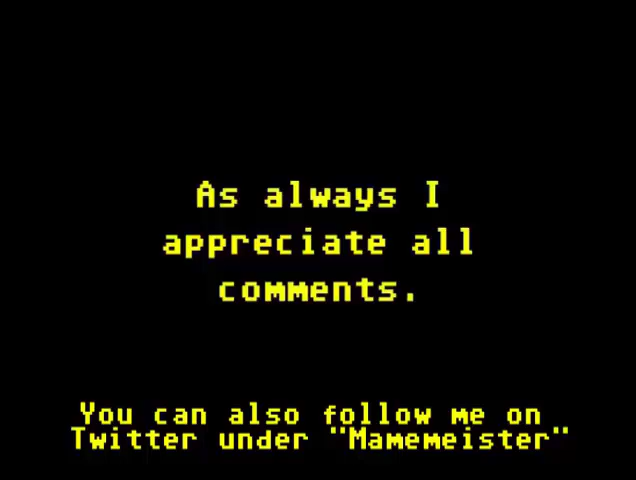 As always I
appreciate all
comments.
You can also follow me on
Twitter under "Mamemeister"